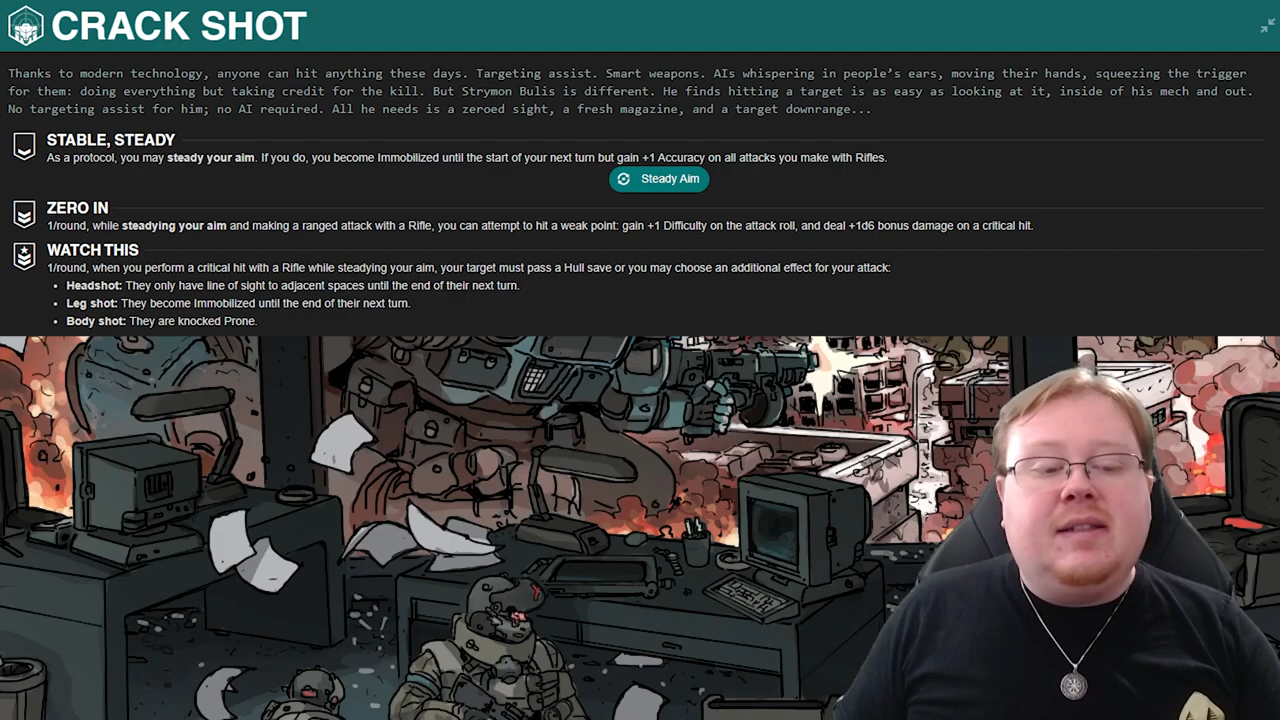 CRACK SHOT
Thanks to modern technology, anyone can hit anything these days. Targeting assist. Smart weapons. AIs whispering in people’s ears, moving their hands, squeezing the trigger
for them: doing everything but taking credit for the kill. But Strymon Bulis is different. He finds hitting a target is as easy as looking at it, inside of his mech and out.
No targeting assist for him; no AI required. All he needs is a zeroed sight, a fresh magazine, and a target downrange...
STABLE, STEADY
As a protocol, you may steady your aim. If you do, you become Immobilized until the start of your next turn but gain +1 Accuracy on all attacks you make with Rifles.
Steady Aim
ZERO IN
1/round, while steadying your aim and making a ranged attack with a Rifle, you can attempt to hit a weak point: gain +1 Difficulty on the attack roll, and deal +1d6 bonus damage on a critical hit.
WATCH THIS
1/round, when you perform a critical hit with a Rifle while steadying your aim, your target must pass a Hull save or you may choose an additional effect for your attack:
• Headshot: They only have line of sight to adjacent spaces until the end of their next turn.
• Leg shot: They become Immobilized until the end of their next turn.
• Body shot: They are knocked Prone.